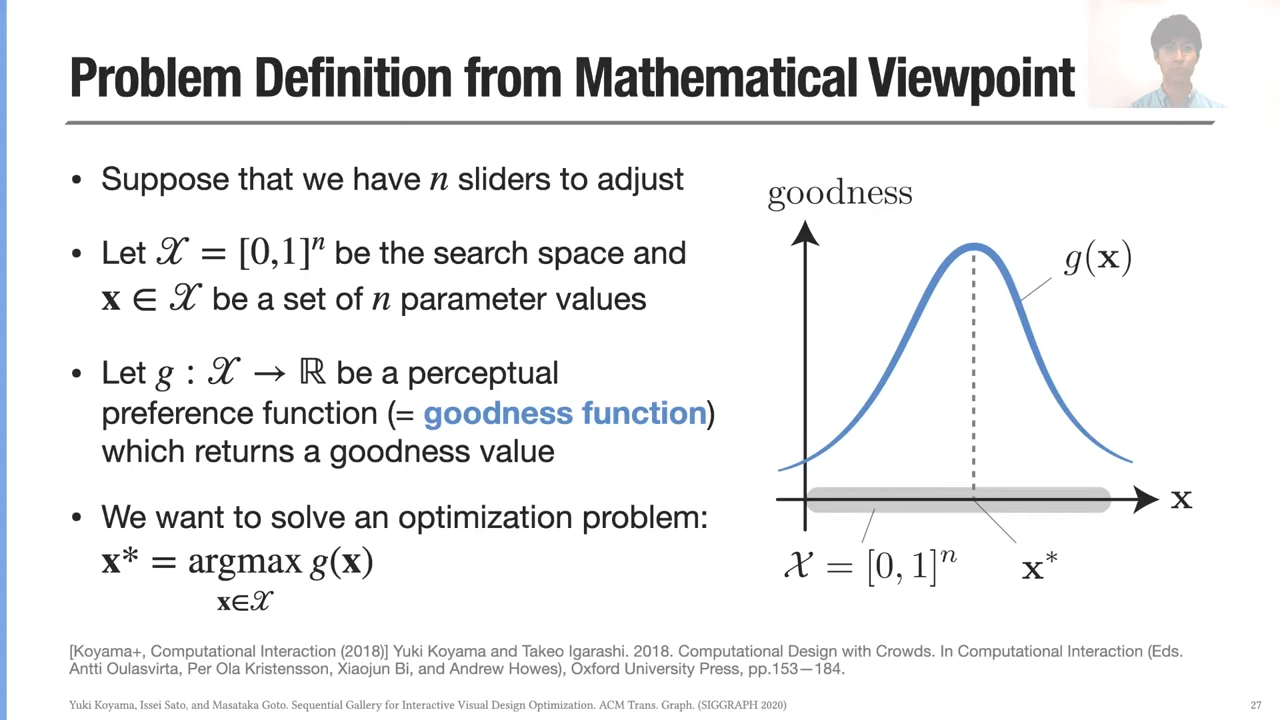 Problem Definition from Mathematical Viewpoint
• Suppose that we have n sliders to adjust
• Let 𝒳 = [0,1]ⁿ be the search space and
x ∈ 𝒳 be a set of n parameter values
• Let g : 𝒳 → ℝ be a perceptual
preference function (= goodness function)
which returns a goodness value
• We want to solve an optimization problem:
x* = argmax g(x)
x∈𝒳
goodness
g(x)
x
𝒳 = [0, 1]ⁿ
x*
[Koyama+, Computational Interaction (2018)] Yuki Koyama and Takeo Igarashi. 2018. Computational Design with Crowds. In Computational Interaction (Eds.
Antti Oulasvirta, Per Ola Kristensson, Xiaojun Bi, and Andrew Howes), Oxford University Press, pp.153—184.
Yuki Koyama, Issei Sato, and Masataka Goto. Sequential Gallery for Interactive Visual Design Optimization. ACM Trans. Graph. (SIGGRAPH 2020)
27